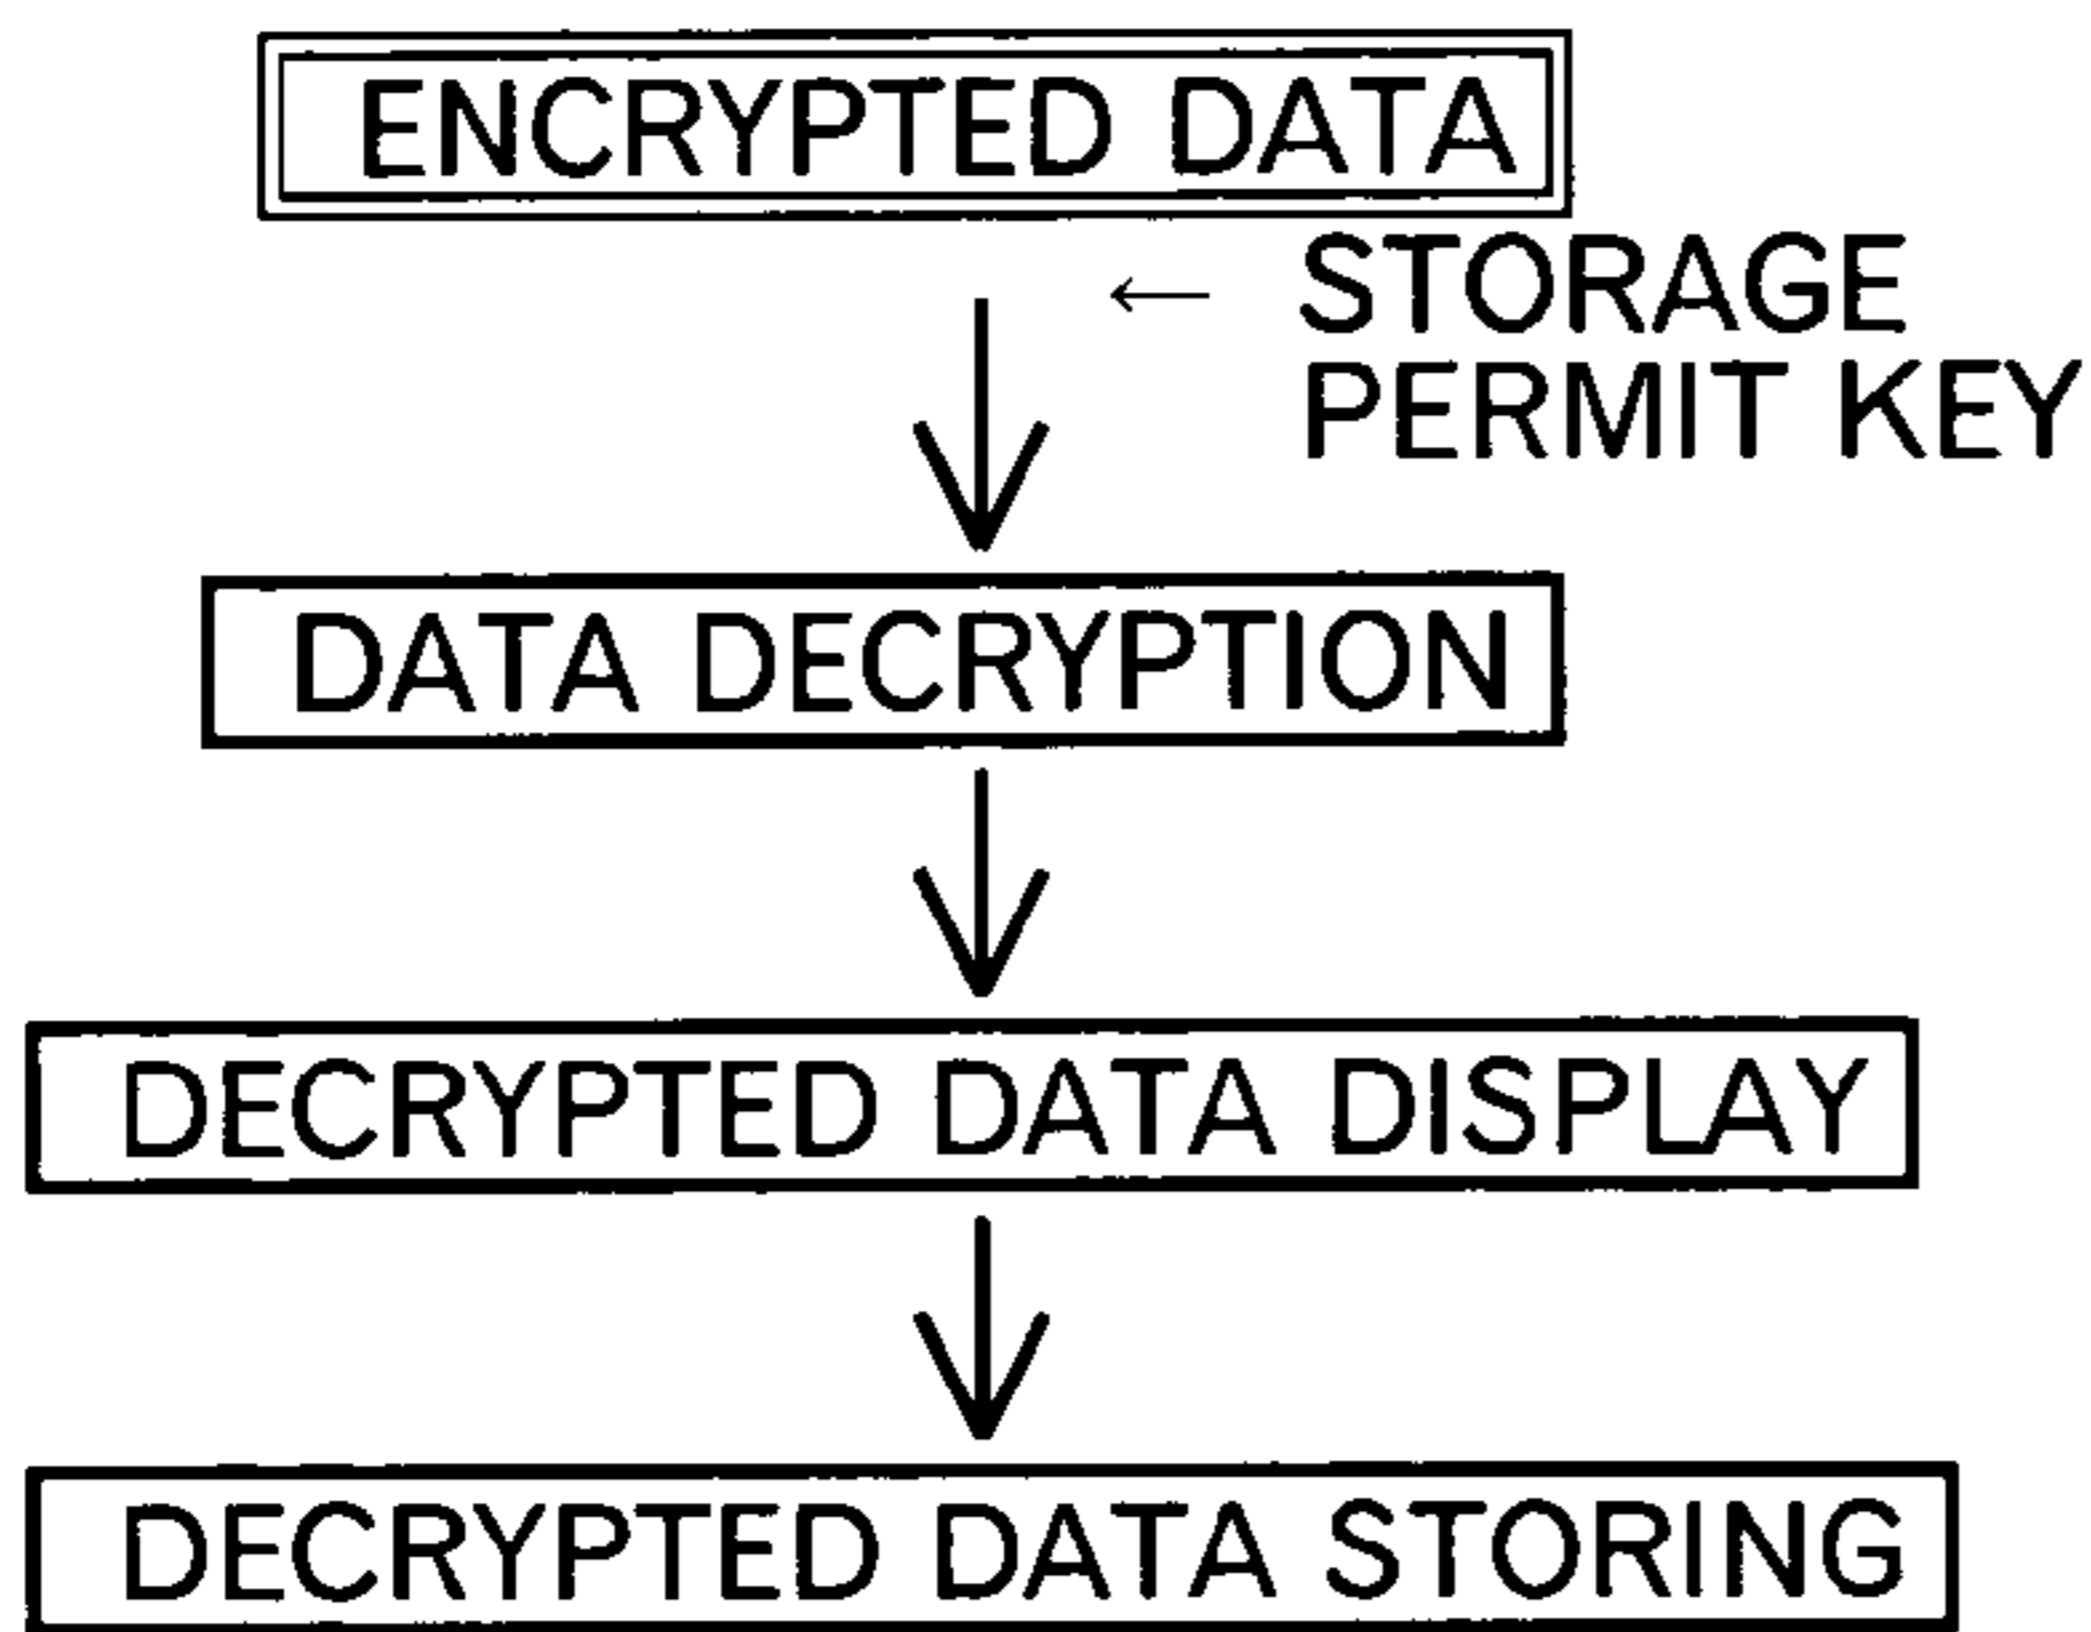 ENCRYPTED DATA
← STORAGE
PERMIT KEY
DATA DECRYPTION
DECRYPTED DATA DISPLAY
DECRYPTED DATA STORING